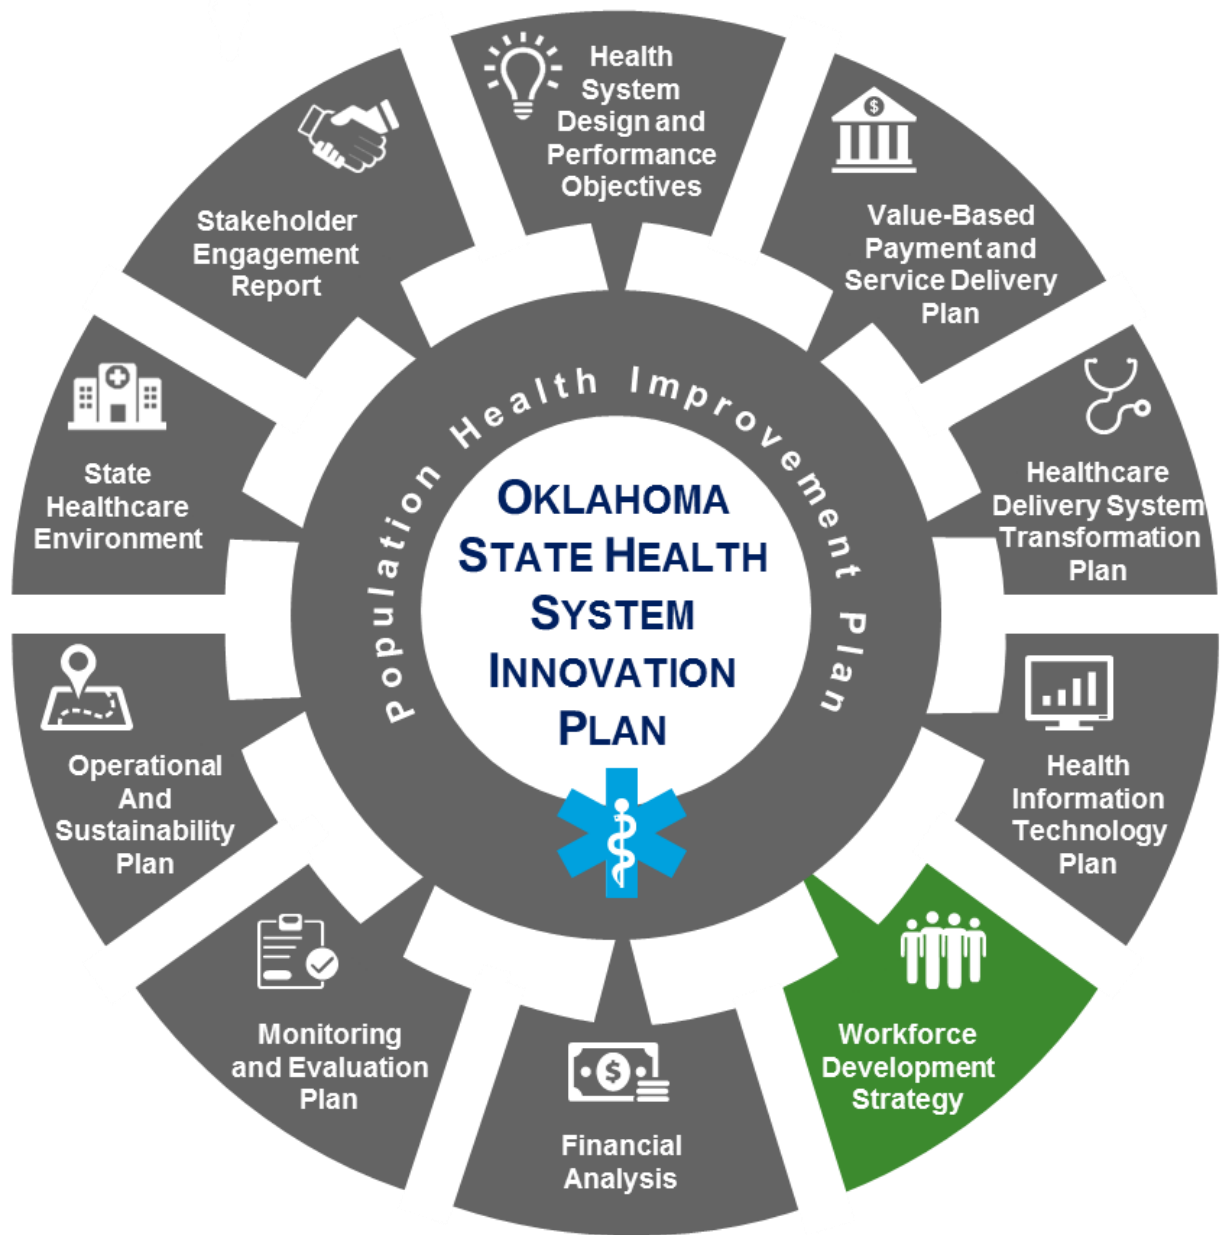 Health
System
Design and
Performance
Objectives
Value-Based
Payment and
Service Delivery
Plan
Healthcare
Delivery System
Transformation
Plan
Health
Information
Technology
Plan
Workforce
Development
Strategy
Financial
Analysis
Monitoring
and Evaluation
Plan
Operational
And
Sustainability
Plan
State
Healthcare
Environment
Stakeholder
Engagement
Report
Population Health Improvement Plan
OKLAHOMA
STATE HEALTH
SYSTEM
INNOVATION
PLAN
$
$